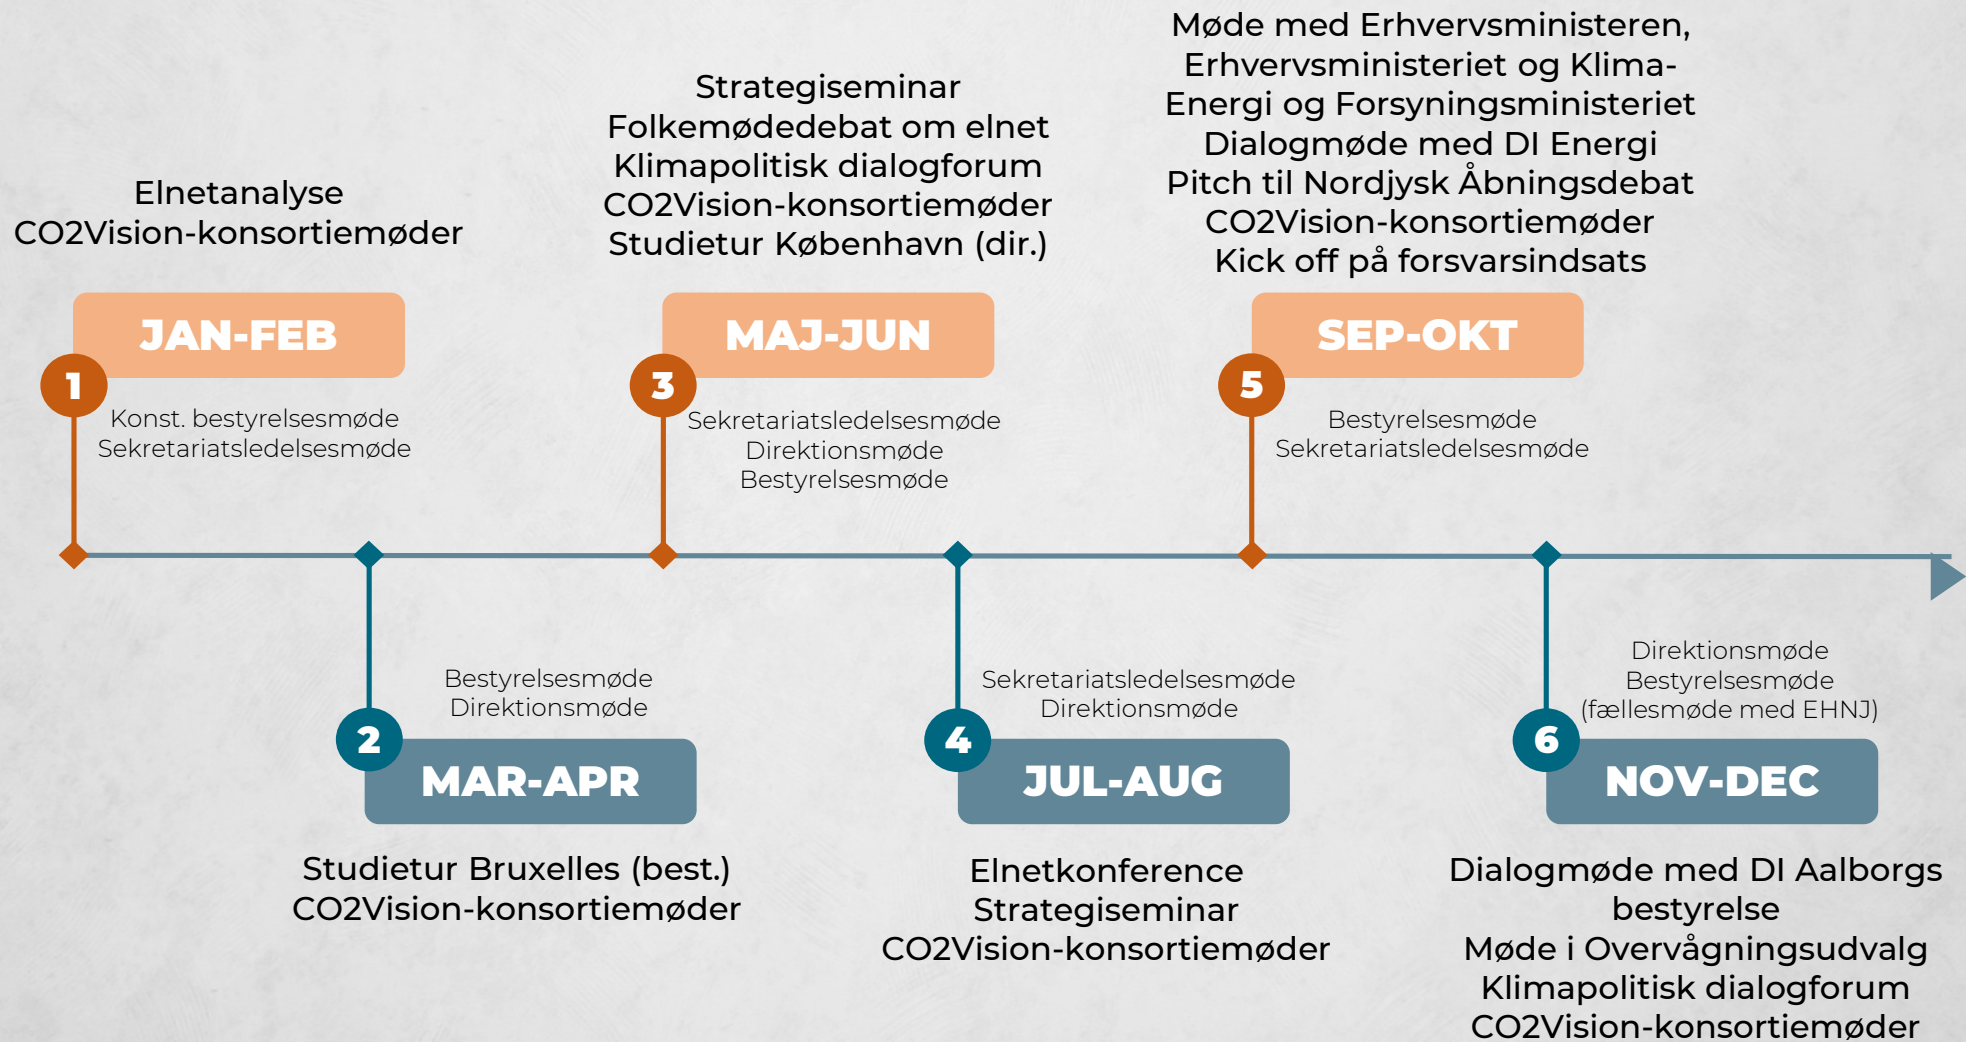 Elnetanalyse
CO2Vision-konsortiemøder
JAN-FEB
1
Konst. bestyrelsesmøde
Sekretariatsledelsesmøde
Bestyrelsesmøde
Direktionsmøde
2
MAR-APR
Studietur Bruxelles (best.)
CO2Vision-konsortiemøder
Strategiseminar
Folkemødedebat om elnet
Klimapolitisk dialogforum
CO2Vision-konsortiemøder
Studietur København (dir.)
MAJ-JUN
3
Sekretariatsledelsesmøde
Direktionsmøde
Bestyrelsesmøde
Sekretariatsledelsesmøde
Direktionsmøde
4
JUL-AUG
Elnetkonference
Strategiseminar
CO2Vision-konsortiemøder
Møde med Erhvervsministeren,
Erhvervsministeriet og Klima-
Energi og Forsyningsministeriet
Dialogmøde med DI Energi
Pitch til Nordjysk Åbningsdebat
CO2Vision-konsortiemøder
Kick off på forsvarsindsats
SEP-OKT
5
Bestyrelsesmøde
Sekretariatsledelsesmøde
Direktionsmøde
Bestyrelsesmøde
(fællesmøde med EHNJ)
6
NOV-DEC
Dialogmøde med DI Aalborgs
bestyrelse
Møde i Overvågningsudvalg
Klimapolitisk dialogforum
CO2Vision-konsortiemøder